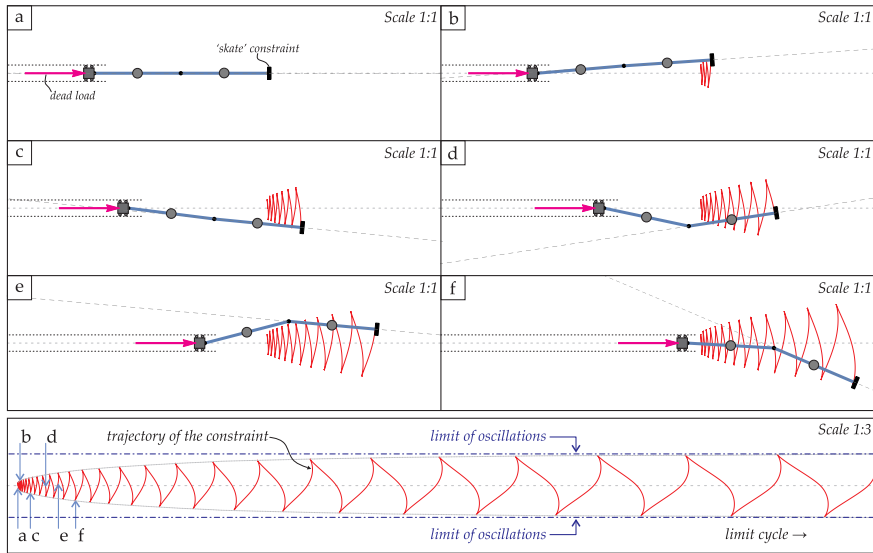 a
Scale 1:1
'skate' constraint
dead load
b
Scale 1:1
c
Scale 1:1
d
Scale 1:1
e
Scale 1:1
f
Scale 1:1
Scale 1:3
b d
trajectory of the constraint
limit of oscillations
a c e f
limit of oscillations
limit cycle →